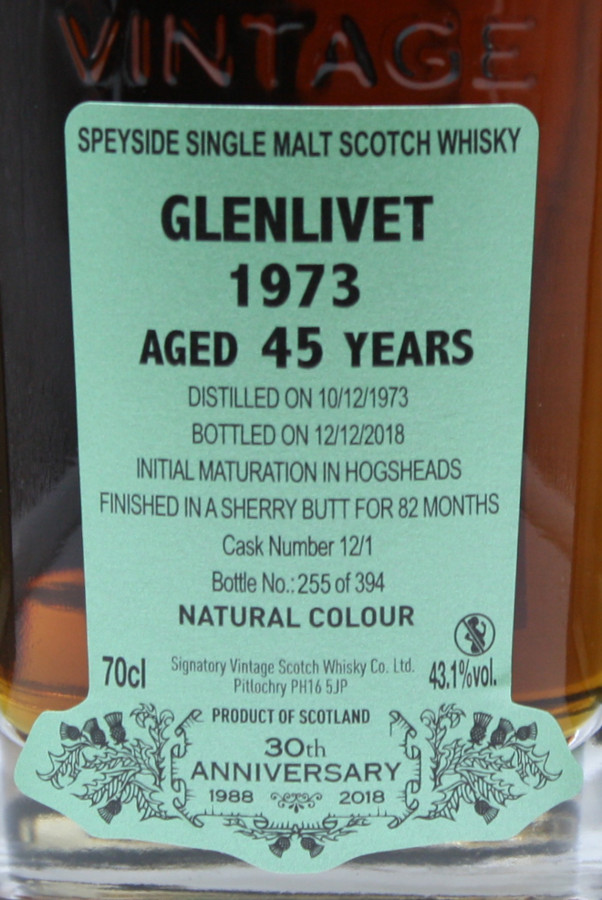 VINTAGE
SPEYSIDE SINGLE MALT SCOTCH WHISKY
GLENLIVET
1973
AGED 45 YEARS
DISTILLED ON 10/12/1973
BOTTLED ON 12/12/2018
INITIAL MATURATION IN HOGSHEADS
FINISHED IN A SHERRY BUTT FOR 82 MONTHS
Cask Number 12/1
Bottle No.: 255 of 394
NATURAL COLOUR
70cl
Signatory Vintage Scotch Whisky Co. Ltd.
Pitlochry PH16 5JP
43.1%vol.
PRODUCT OF SCOTLAND
30th
ANNIVERSARY
1988 2018